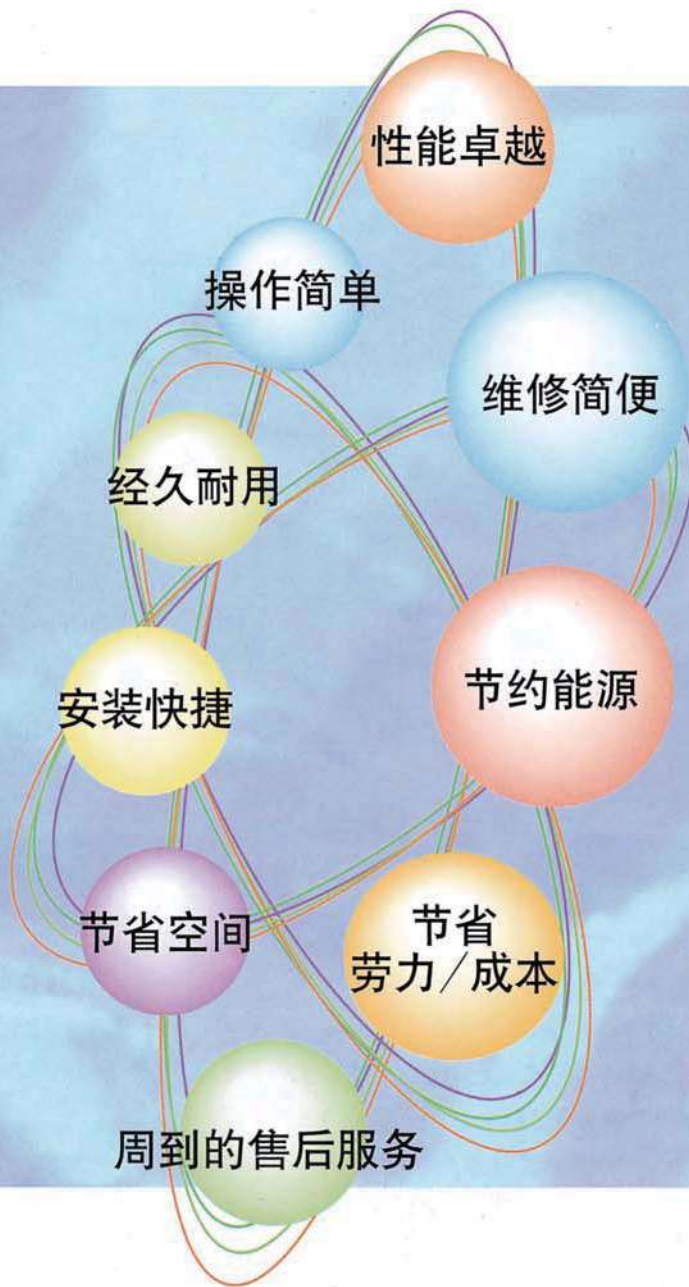 性能卓越
操作简单
维修简便
经久耐用
节约能源
安装快捷
节省空间
节省
劳力/成本
周到的售后服务